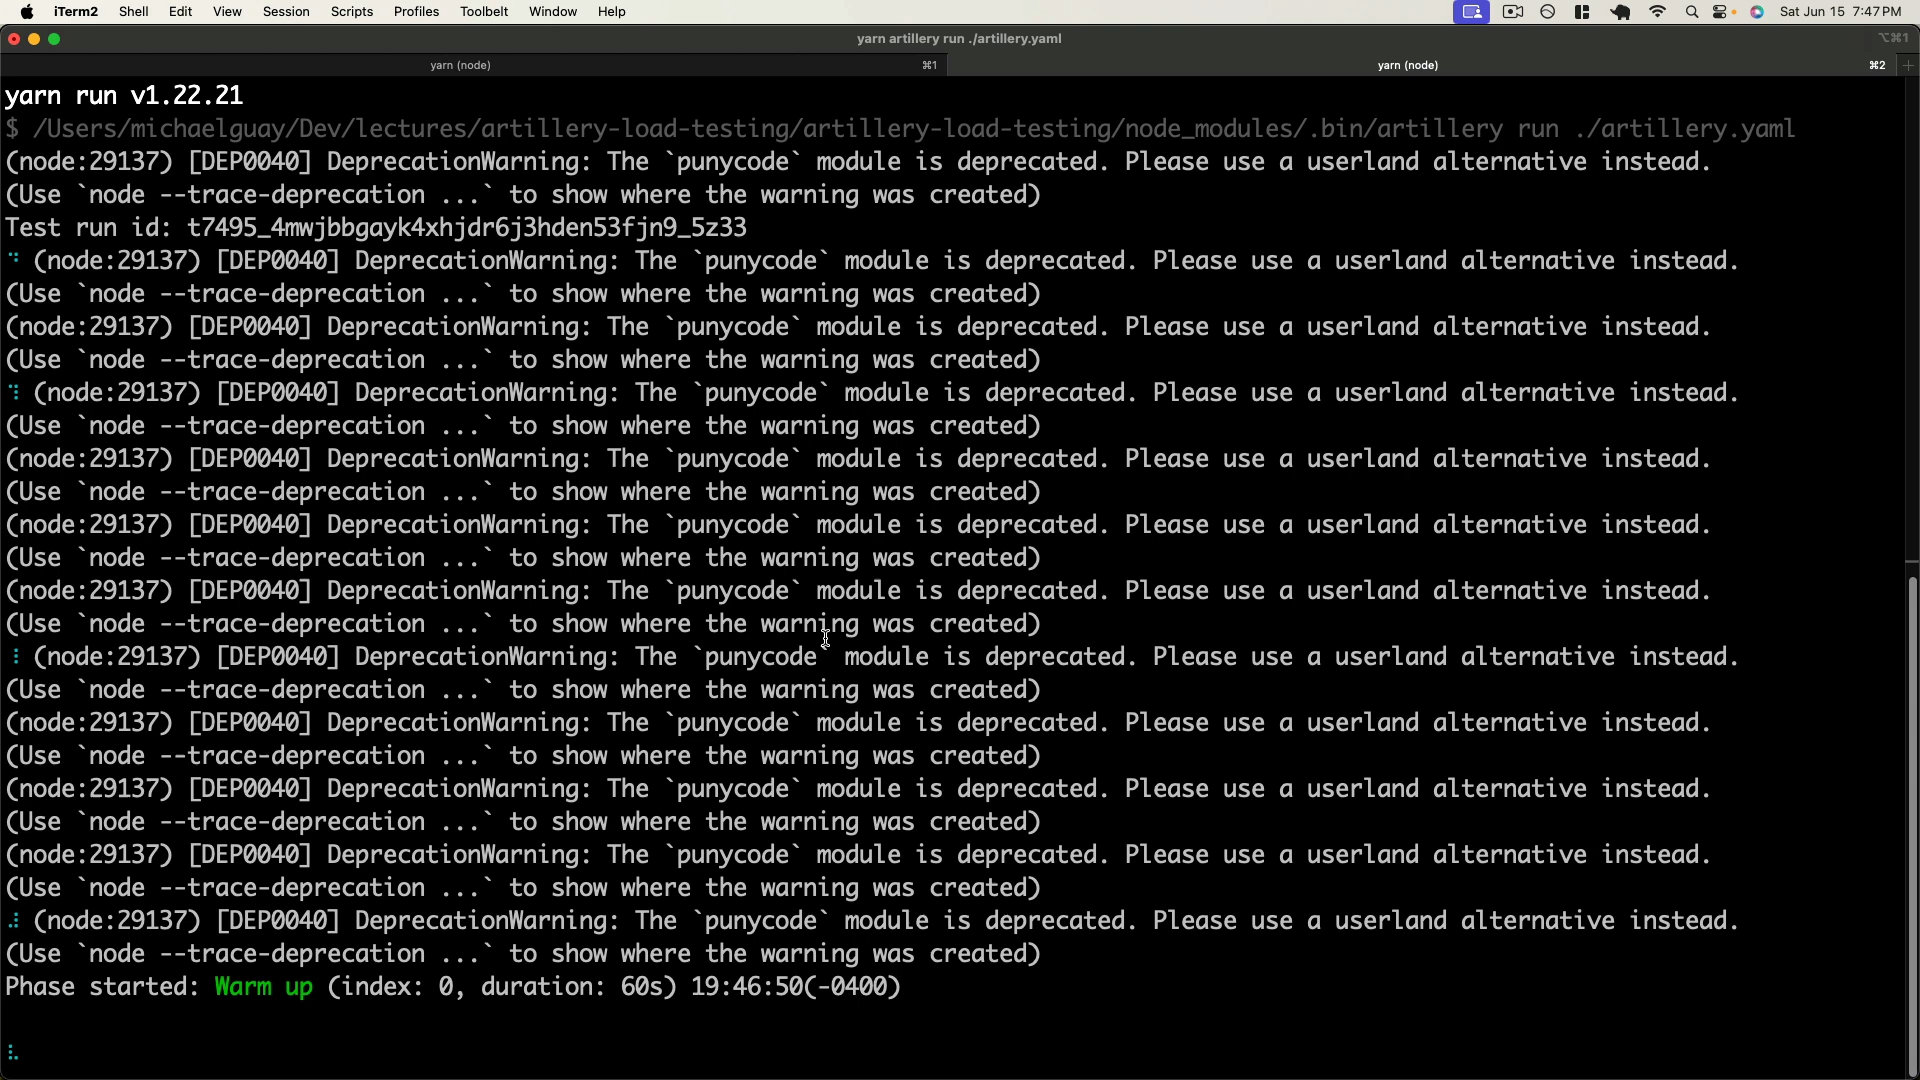 iTerm2 Shell Edit View Session Scripts Profiles Toolbelt Window Help Sat Jun 15 7:47 PM
yarn artillery run ./artillery.yaml ⌥⌘1
yarn (node) ⌘1 yarn (node) ⌘2
yarn run v1.22.21
$ /Users/michaelguay/Dev/lectures/artillery-load-testing/artillery-load-testing/node_modules/.bin/artillery run ./artillery.yaml
(node:29137) [DEP0040] DeprecationWarning: The `punycode` module is deprecated. Please use a userland alternative instead.
(Use `node --trace-deprecation ...` to show where the warning was created)
Test run id: t7495_4mwjbbgayk4xhjdr6j3hden53fjn9_5z33
(node:29137) [DEP0040] DeprecationWarning: The `punycode` module is deprecated. Please use a userland alternative instead.
(Use `node --trace-deprecation ...` to show where the warning was created)
(node:29137) [DEP0040] DeprecationWarning: The `punycode` module is deprecated. Please use a userland alternative instead.
(Use `node --trace-deprecation ...` to show where the warning was created)
(node:29137) [DEP0040] DeprecationWarning: The `punycode` module is deprecated. Please use a userland alternative instead.
(Use `node --trace-deprecation ...` to show where the warning was created)
(node:29137) [DEP0040] DeprecationWarning: The `punycode` module is deprecated. Please use a userland alternative instead.
(Use `node --trace-deprecation ...` to show where the warning was created)
(node:29137) [DEP0040] DeprecationWarning: The `punycode` module is deprecated. Please use a userland alternative instead.
(Use `node --trace-deprecation ...` to show where the warning was created)
(node:29137) [DEP0040] DeprecationWarning: The `punycode` module is deprecated. Please use a userland alternative instead.
(Use `node --trace-deprecation ...` to show where the warning was created)
(node:29137) [DEP0040] DeprecationWarning: The `punycode` module is deprecated. Please use a userland alternative instead.
(Use `node --trace-deprecation ...` to show where the warning was created)
(node:29137) [DEP0040] DeprecationWarning: The `punycode` module is deprecated. Please use a userland alternative instead.
(Use `node --trace-deprecation ...` to show where the warning was created)
(node:29137) [DEP0040] DeprecationWarning: The `punycode` module is deprecated. Please use a userland alternative instead.
(Use `node --trace-deprecation ...` to show where the warning was created)
(node:29137) [DEP0040] DeprecationWarning: The `punycode` module is deprecated. Please use a userland alternative instead.
(Use `node --trace-deprecation ...` to show where the warning was created)
(node:29137) [DEP0040] DeprecationWarning: The `punycode` module is deprecated. Please use a userland alternative instead.
(Use `node --trace-deprecation ...` to show where the warning was created)
Phase started: Warm up (index: 0, duration: 60s) 19:46:50(-0400)